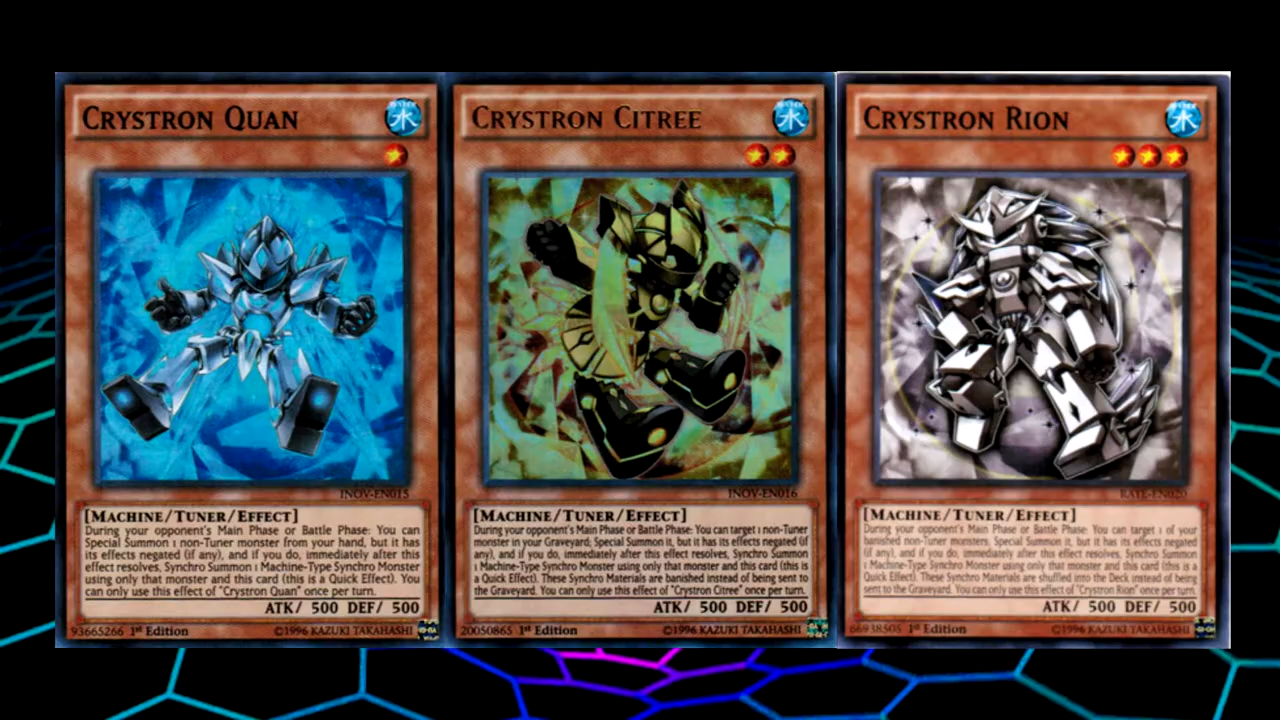 CRYSTRON QUAN
WATER
水
INOV-EN015
[MACHINE/TUNER/EFFECT]
During your opponent's Main Phase or Battle Phase: You can
Special Summon 1 non-Tuner monster from your hand, but it has
its effects negated (if any), and if you do, immediately after this
effect resolves, Synchro Summon 1 Machine-Type Synchro Monster
using only that monster and this card (this is a Quick Effect). You
can only use this effect of "Crystron Quan" once per turn.
ATK/ 500 DEF/ 500
93665266 1st Edition ©1996 KAZUKI TAKAHASHI
CRYSTRON CITREE
WATER
水
INOV-EN016
[MACHINE/TUNER/EFFECT]
During your opponent's Main Phase or Battle Phase: You can target 1 non-Tuner
monster in your Graveyard; Special Summon it, but it has its effects negated (if
any), and if you do, immediately after this effect resolves, Synchro Summon
1 Machine-Type Synchro Monster using only that monster and this card (this is
a Quick Effect). These Synchro Materials are banished instead of being sent to
the Graveyard. You can only use this effect of "Crystron Citree" once per turn.
ATK/ 500 DEF/ 500
20050865 1st Edition ©1996 KAZUKI TAKAHASHI
CRYSTRON RION
WATER
水
RATE-EN020
[MACHINE/TUNER/EFFECT]
During your opponent's Main Phase or Battle Phase: You can target 1 of your
banished non-Tuner monsters; Special Summon it, but it has its effects negated
(if any), and if you do, immediately after this effect resolves, Synchro Summon
1 Machine-Type Synchro Monster using only that monster and this card (this is a
Quick Effect). These Synchro Materials are shuffled into the Deck instead of being
sent to the Graveyard. You can only use this effect of "Crystron Rion" once per turn.
ATK/ 500 DEF/ 500
66938505 1st Edition ©1996 KAZUKI TAKAHASHI